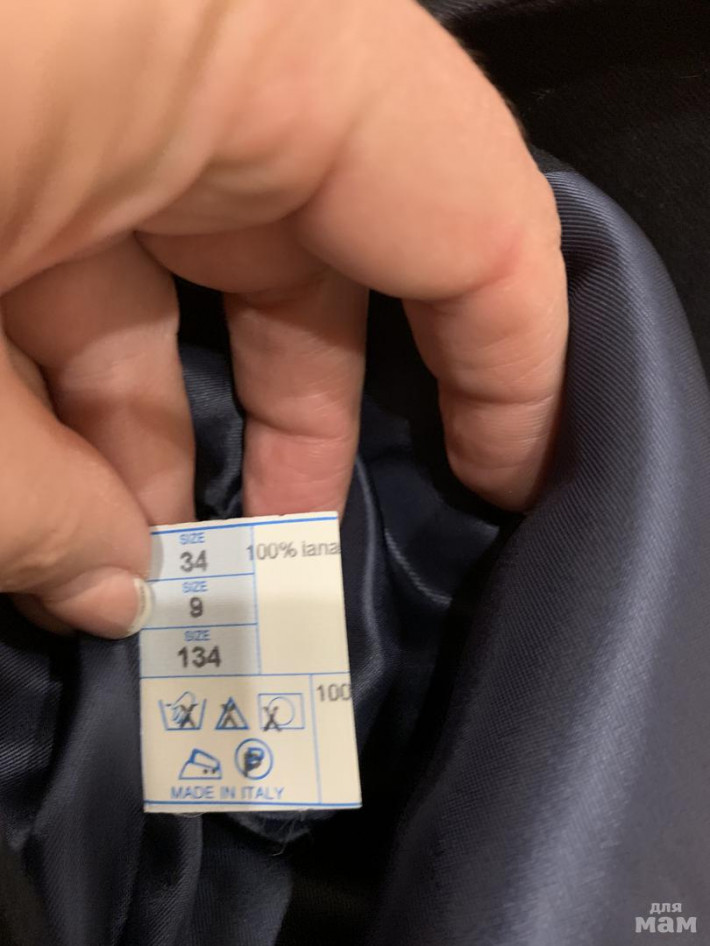 SIZE
34
100% lana
SIZE
9
SIZE
134
100
P
MADE IN ITALY
для
мам